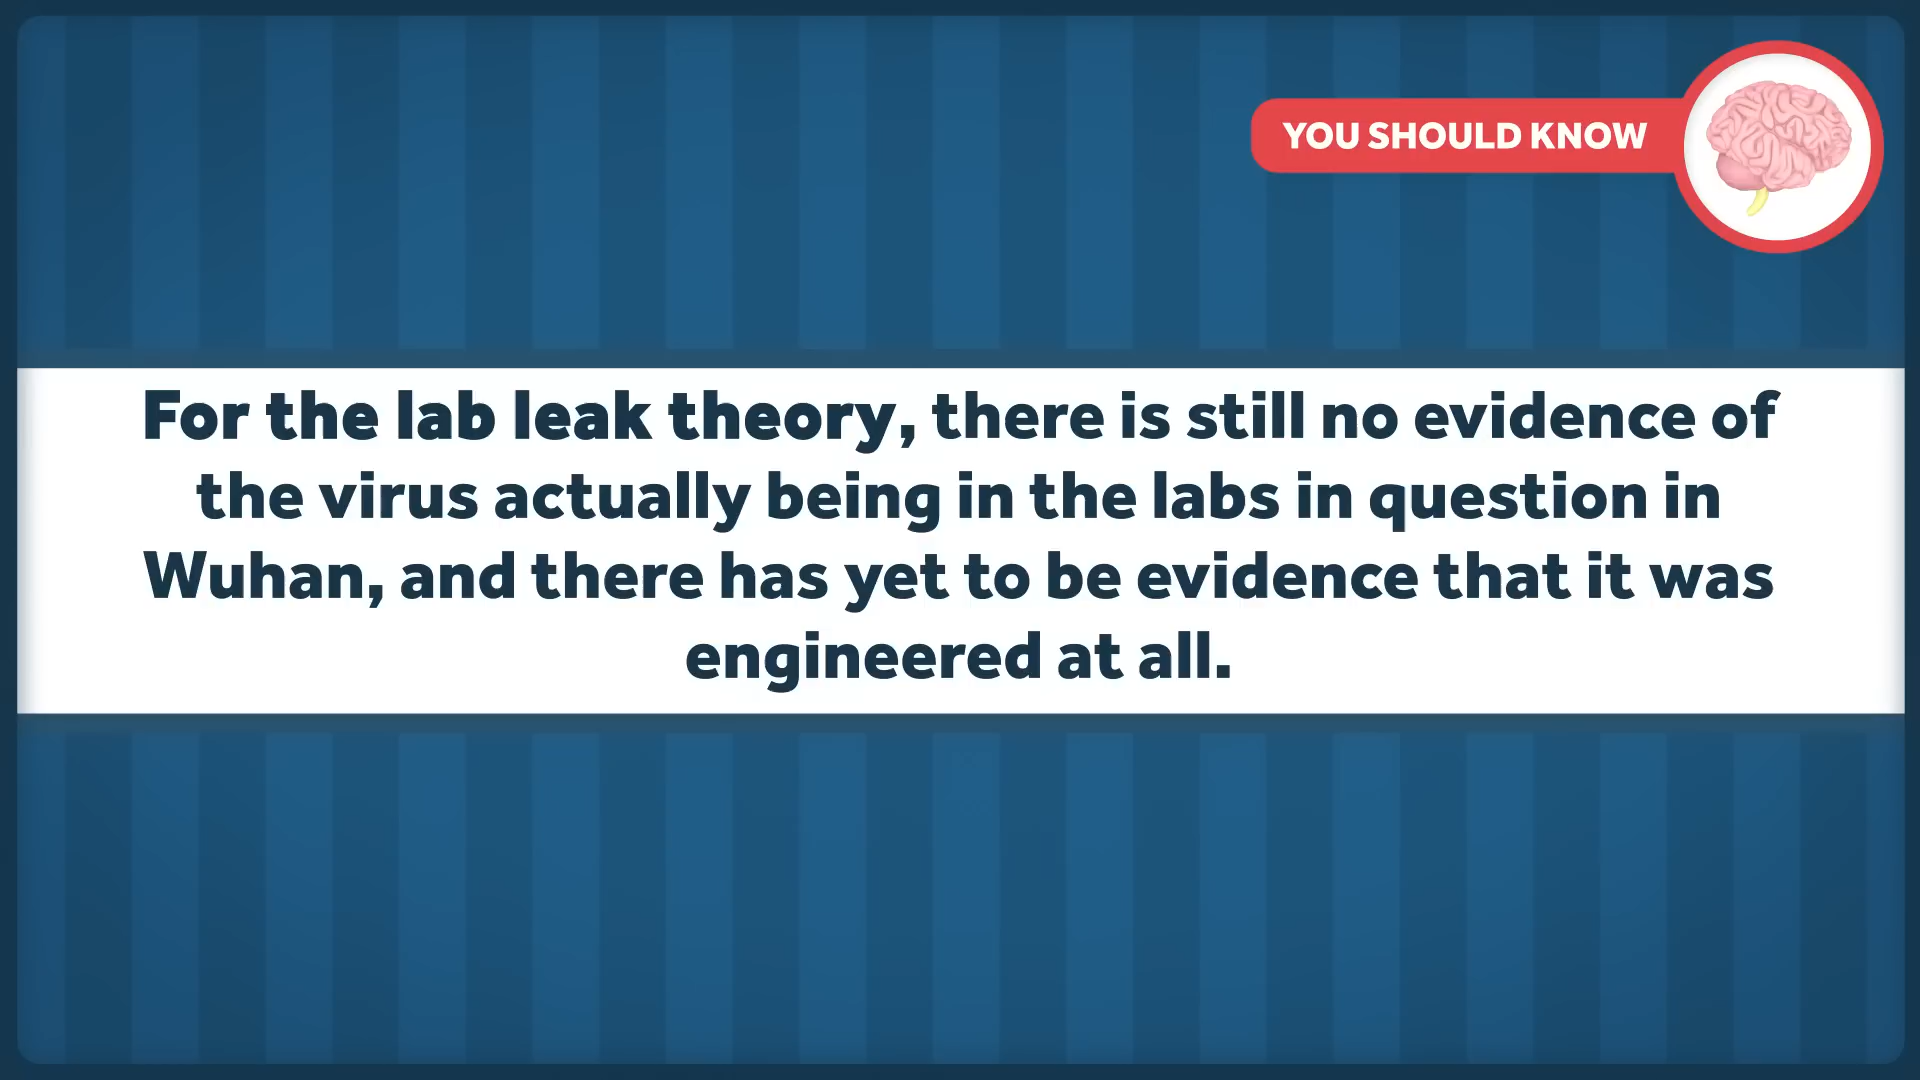 YOU SHOULD KNOW
For the lab leak theory, there is still no evidence of
the virus actually being in the labs in question in
Wuhan, and there has yet to be evidence that it was
engineered at all.